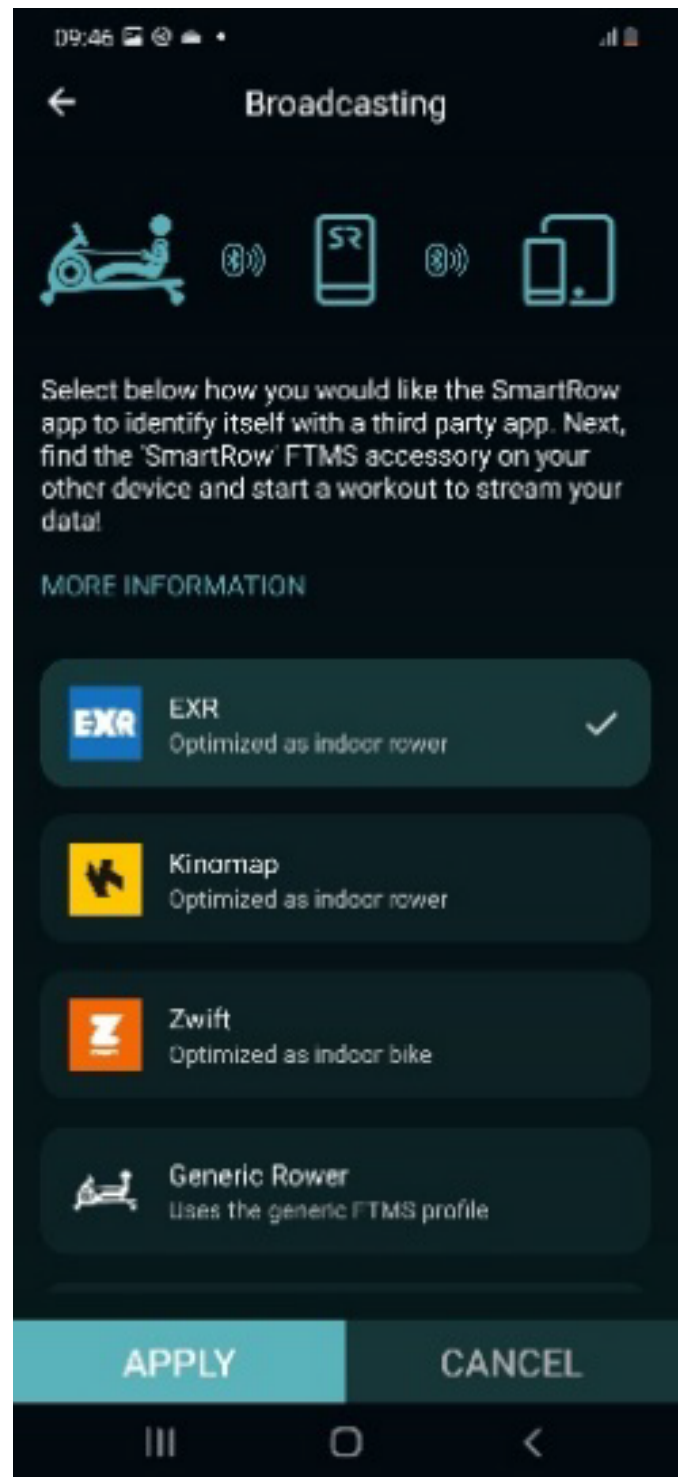 09:46
Broadcasting
SR
Select below how you would like the SmartRow
app to identify itself with a third party app. Next,
find the 'SmartRow' FTMS accessory on your
other device and start a workout to stream your
data!
MORE INFORMATION
EXR
EXR
Optimized as indoor rower
Kinomap
Optimized as indoor rower
Z
Zwift
Optimized as indoor bike
Generic Rower
Uses the generic FTMS profile
APPLY
CANCEL